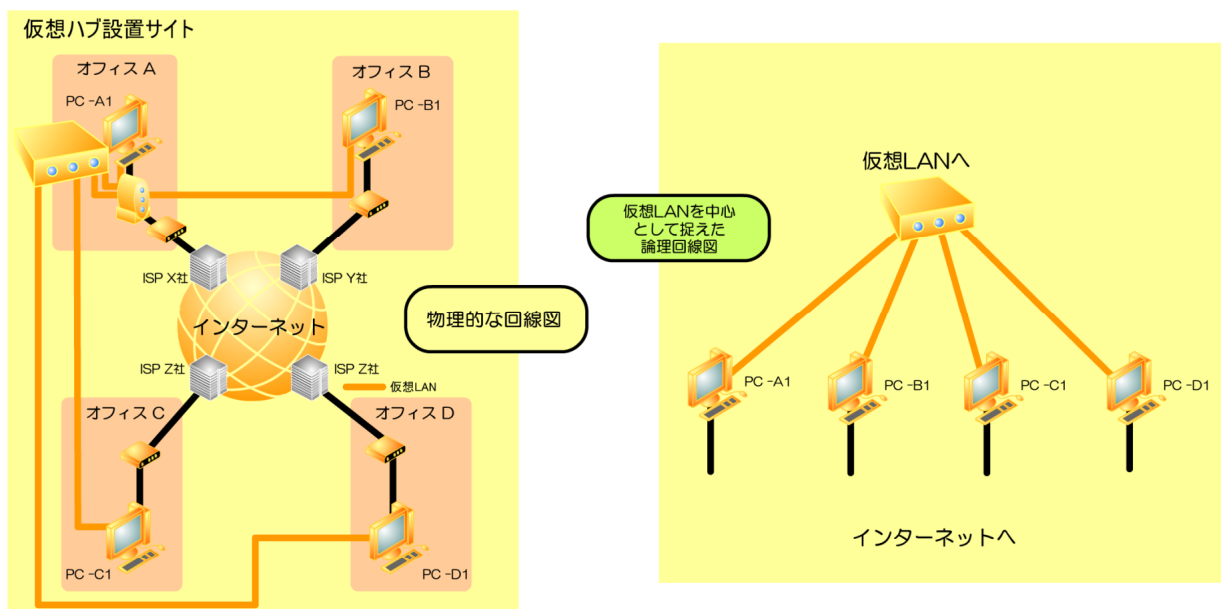 仮想ハブ設置サイト
オフィス A
オフィス B
PC -A1
PC -B1
ISP X社
ISP Y社
インターネット
物理的な回線図
ISP Z社
ISP Z社
仮想LAN
オフィス C
オフィス D
PC -C1
PC -D1
仮想LANを中心
として捉えた
論理回線図
仮想LANへ
PC -A1
PC -B1
PC -C1
PC -D1
インターネットへ